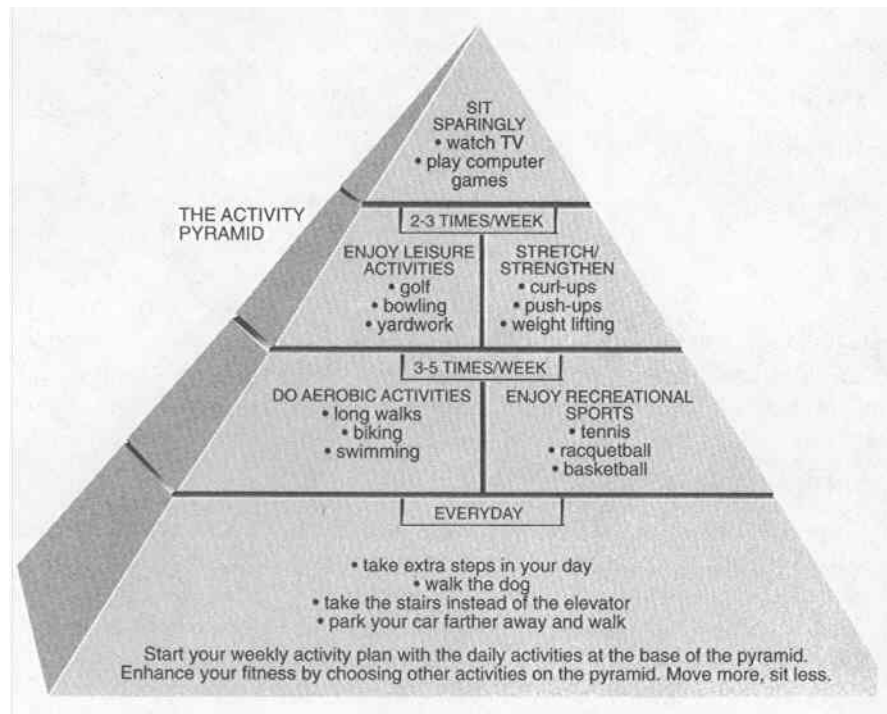 THE ACTIVITY
PYRAMID
SIT
SPARINGLY
• watch TV
• play computer
games
2-3 TIMES/WEEK
ENJOY LEISURE
ACTIVITIES
• golf
• bowling
• yardwork
STRETCH/
STRENGTHEN
• curl-ups
• push-ups
• weight lifting
3-5 TIMES/WEEK
DO AEROBIC ACTIVITIES
• long walks
• biking
• swimming
ENJOY RECREATIONAL
SPORTS
• tennis
• racquetball
• basketball
EVERYDAY
• take extra steps in your day
• walk the dog
• take the stairs instead of the elevator
• park your car farther away and walk
Start your weekly activity plan with the daily activities at the base of the pyramid.
Enhance your fitness by choosing other activities on the pyramid. Move more, sit less.